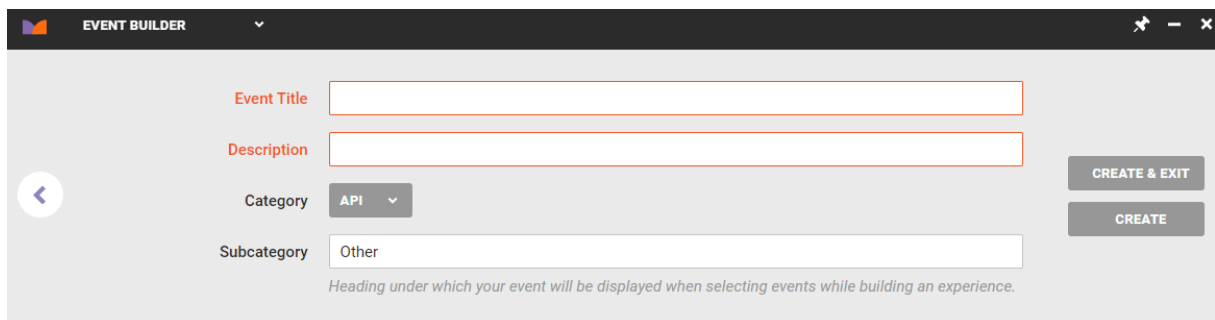 EVENT BUILDER
Event Title
Description
CREATE & EXIT
Category API
CREATE
Subcategory Other
Heading under which your event will be displayed when selecting events while building an experience.